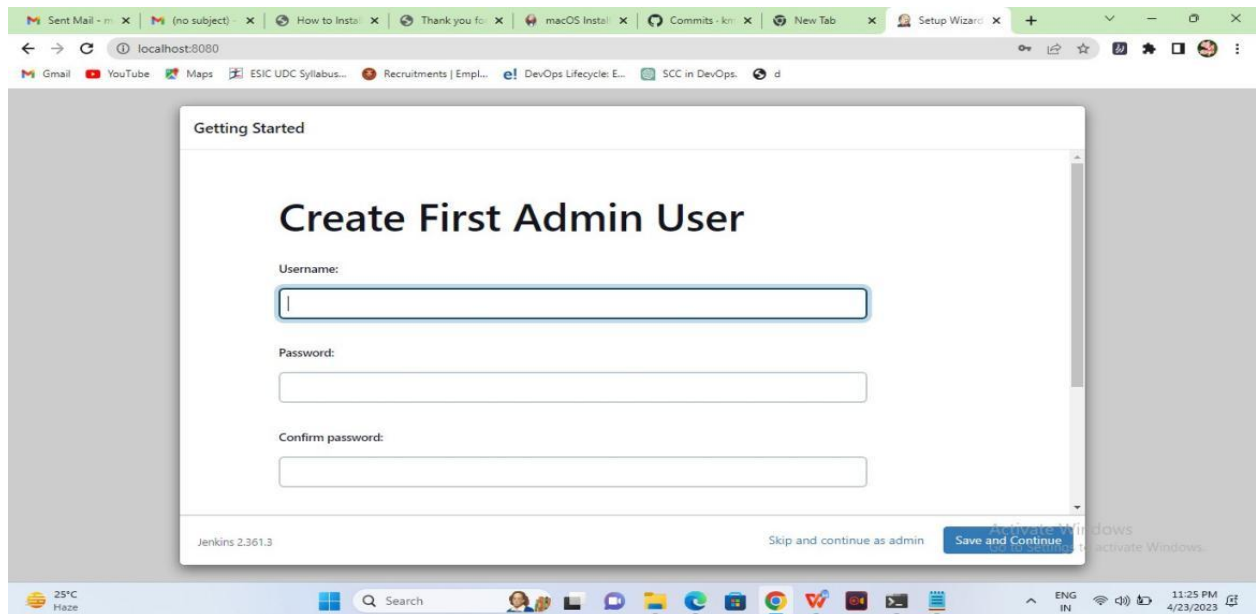 Sent Mail - m
(no subject) -
How to Instal
Thank you fo
macOS Install
Commits · km
New Tab
Setup Wizard
localhost:8080
Gmail
YouTube
Maps
ESIC UDC Syllabus...
Recruitments | Empl...
DevOps Lifecycle: E...
SCC in DevOps.
d
Getting Started
Create First Admin User
Username:
Password:
Confirm password:
Jenkins 2.361.3
Skip and continue as admin
Save and Continue
Activate Windows
Go to Settings to activate Windows.
25°C
Haze
Search
ENG
IN
11:25 PM
4/23/2023